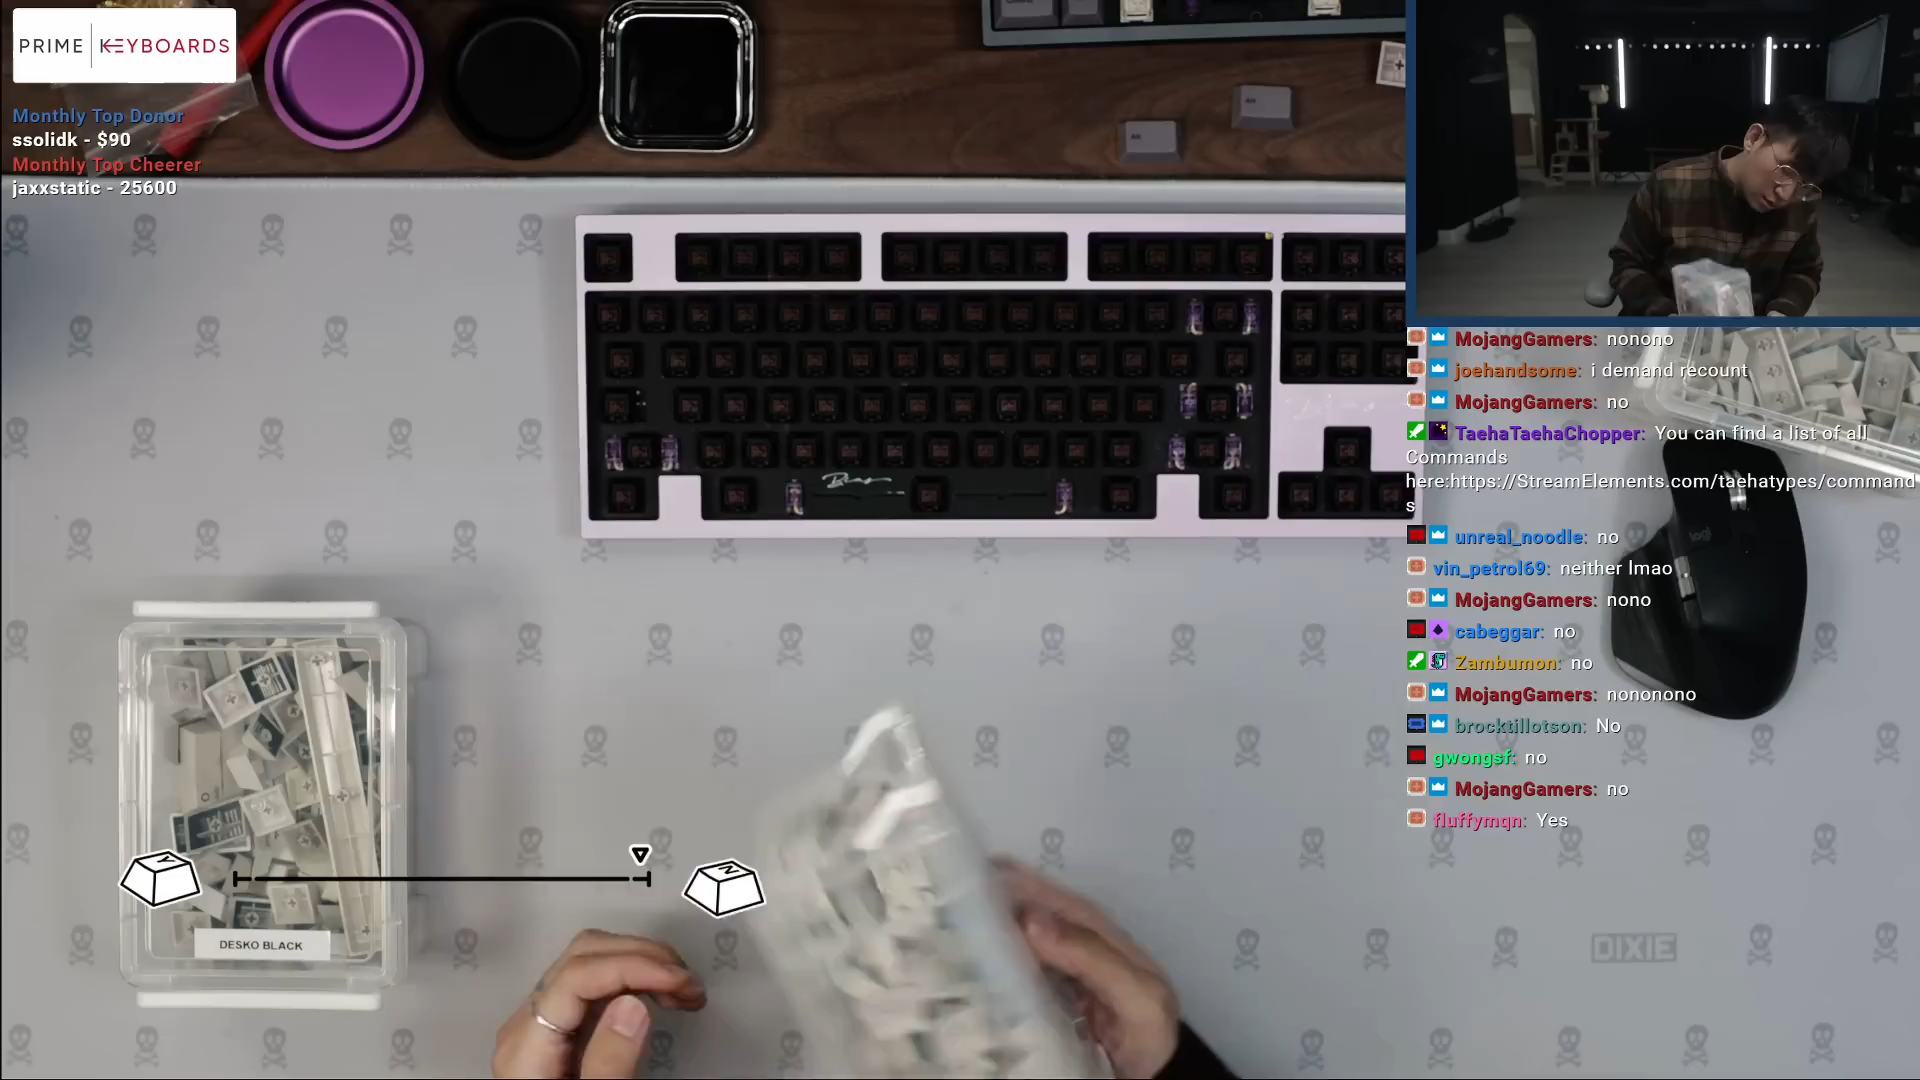 PRIME KEYBOARDS
Monthly Top Donor
ssolidk - $90
Monthly Top Cheerer
jaxxstatic - 25600
Alt
Alt
logi
MojangGamers: nonono
joehandsome: i demand recount
MojangGamers: no
TaehaTaehaChopper: You can find a list of all
Commands
here:https://StreamElements.com/taehatypes/command
s
unreal_noodle: no
vin_petrol69: neither lmao
MojangGamers: nono
cabeggar: no
Zambumon: no
MojangGamers: nononono
brocktillotson: No
gwongsf: no
MojangGamers: no
fluffymqn: Yes
Y
N
DESKO BLACK
DIXIE